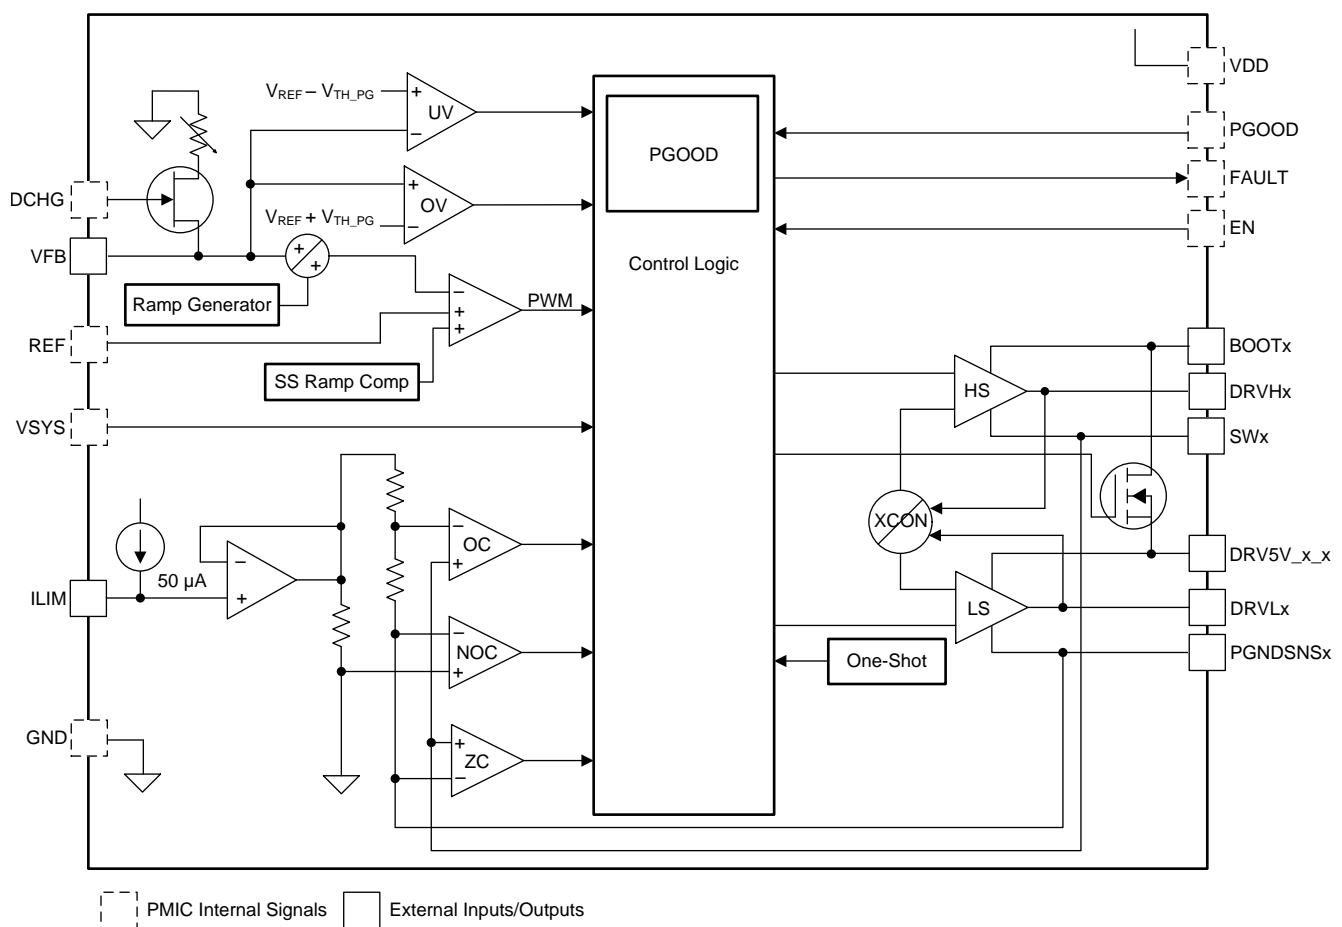 VDD
V_REF – V_TH_PG
+
UV
−
PGOOD
PGOOD
FAULT
DCHG
+
OV
V_REF + V_TH_PG
−
EN
VFB
+
+
Control Logic
Ramp Generator
−
+
+
PWM
REF
SS Ramp Comp
BOOTx
HS
DRVHx
VSYS
SWx
XCON
−
OC
+
DRV5V_x_x
50 µA
−
+
ILIM
LS
DRVLx
−
NOC
+
One-Shot
PGNDSNSx
GND
+
ZC
−
PMIC Internal Signals
External Inputs/Outputs